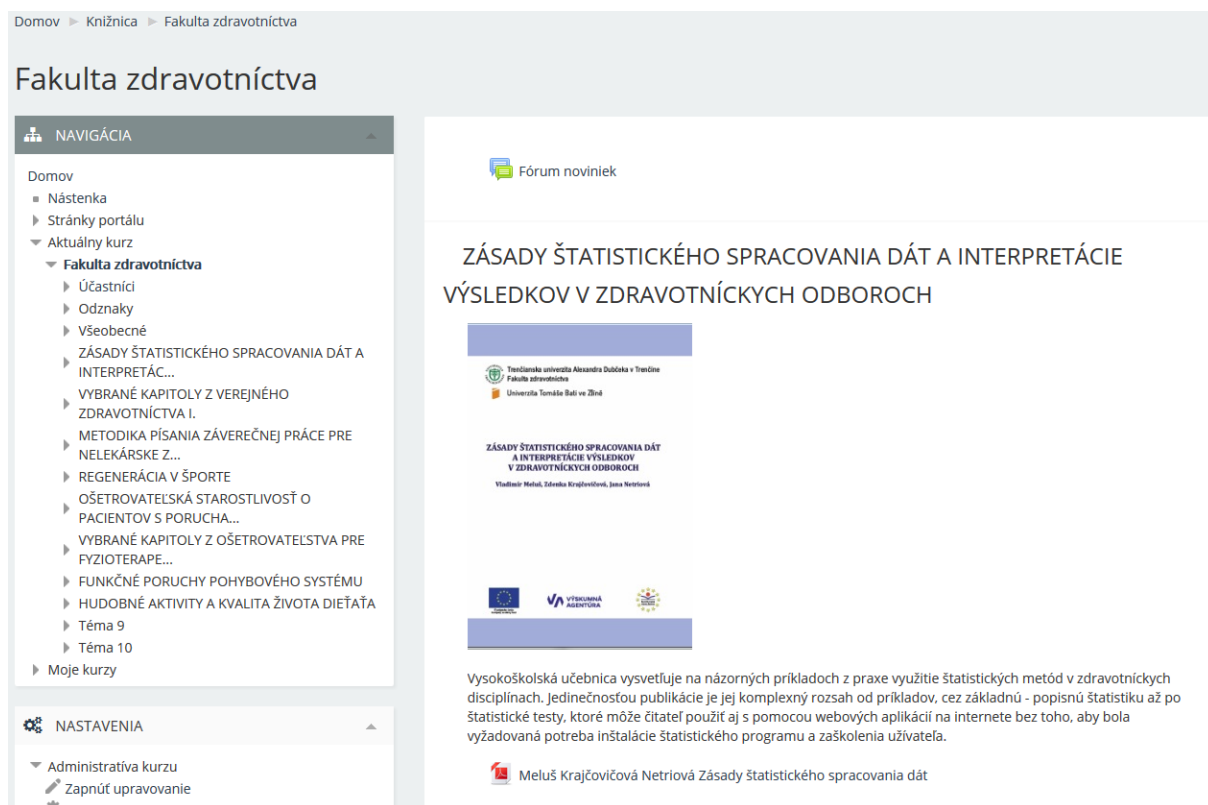 Domov ▶ Knižnica ▶ Fakulta zdravotníctva
Fakulta zdravotníctva
NAVIGÁCIA
Domov
Nástenka
Stránky portálu
Aktuálny kurz
Fakulta zdravotníctva
Účastníci
Odznaky
Všeobecné
ZÁSADY ŠTATISTICKÉHO SPRACOVANIA DÁT A
INTERPRETÁC...
VYBRANÉ KAPITOLY Z VEREJNÉHO
ZDRAVOTNÍCTVA I.
METODIKA PÍSANIA ZÁVEREČNEJ PRÁCE PRE
NELEKÁRSKE Z...
REGENERÁCIA V ŠPORTE
OŠETROVATEĽSKÁ STAROSTLIVOSŤ O
PACIENTOV S PORUCHA...
VYBRANÉ KAPITOLY Z OŠETROVATEĽSTVA PRE
FYZIOTERAPE...
FUNKČNÉ PORUCHY POHYBOVÉHO SYSTÉMU
HUDOBNÉ AKTIVITY A KVALITA ŽIVOTA DIEŤAŤA
Téma 9
Téma 10
Moje kurzy
NASTAVENIA
Administratíva kurzu
Zapnúť upravovanie
Fórum noviniek
ZÁSADY ŠTATISTICKÉHO SPRACOVANIA DÁT A INTERPRETÁCIE
VÝSLEDKOV V ZDRAVOTNÍCKYCH ODBOROCH
Trenčianska univerzita Alexandra Dubčeka v Trenčíne
Fakulta zdravotníctva
Univerzita Tomáše Bati ve Zlíně
ZÁSADY ŠTATISTICKÉHO SPRACOVANIA DÁT
A INTERPRETÁCIE VÝSLEDKOV
V ZDRAVOTNÍCKYCH ODBOROCH
Vladimír Meluš, Zdenka Krajčovičová, Jana Netriová
VÝSKUMNÁ
AGENTÚRA
Vysokoškolská učebnica vysvetľuje na názorných príkladoch z praxe využitie štatistických metód v zdravotníckych
disciplínach. Jedinečnosťou publikácie je jej komplexný rozsah od príkladov, cez základnú - popisnú štatistiku až po
štatistické testy, ktoré môže čitateľ použiť aj s pomocou webových aplikácií na internete bez toho, aby bola
vyžadovaná potreba inštalácie štatistického programu a zaškolenia užívateľa.
Meluš Krajčovičová Netriová Zásady štatistického spracovania dát